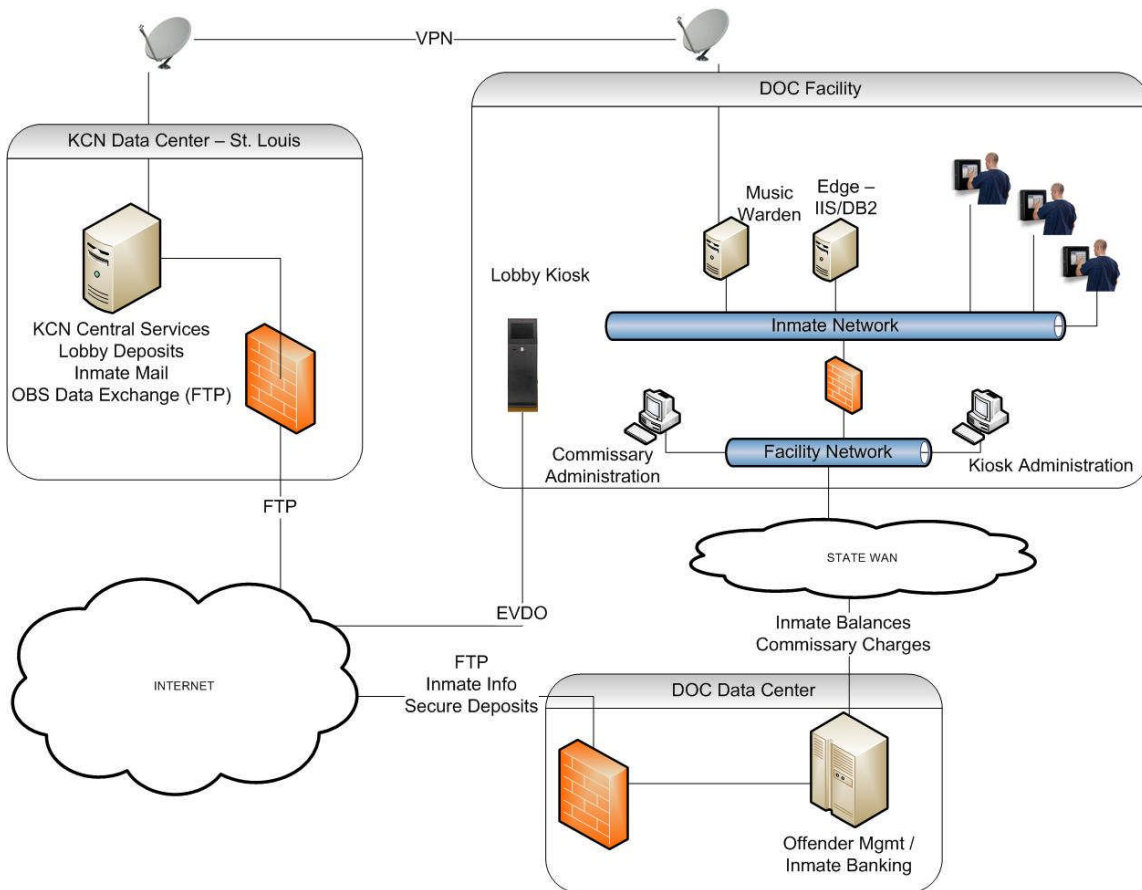 VPN
DOC Facility
KCN Data Center – St. Louis
Music
Warden
Edge –
IIS/DB2
Lobby Kiosk
KCN Central Services
Lobby Deposits
Inmate Mail
OBS Data Exchange (FTP)
Inmate Network
Commissary
Administration
Facility Network
Kiosk Administration
FTP
STATE WAN
EVDO
Inmate Balances
Commissary Charges
INTERNET
FTP
Inmate Info
Secure Deposits
DOC Data Center
Offender Mgmt /
Inmate Banking